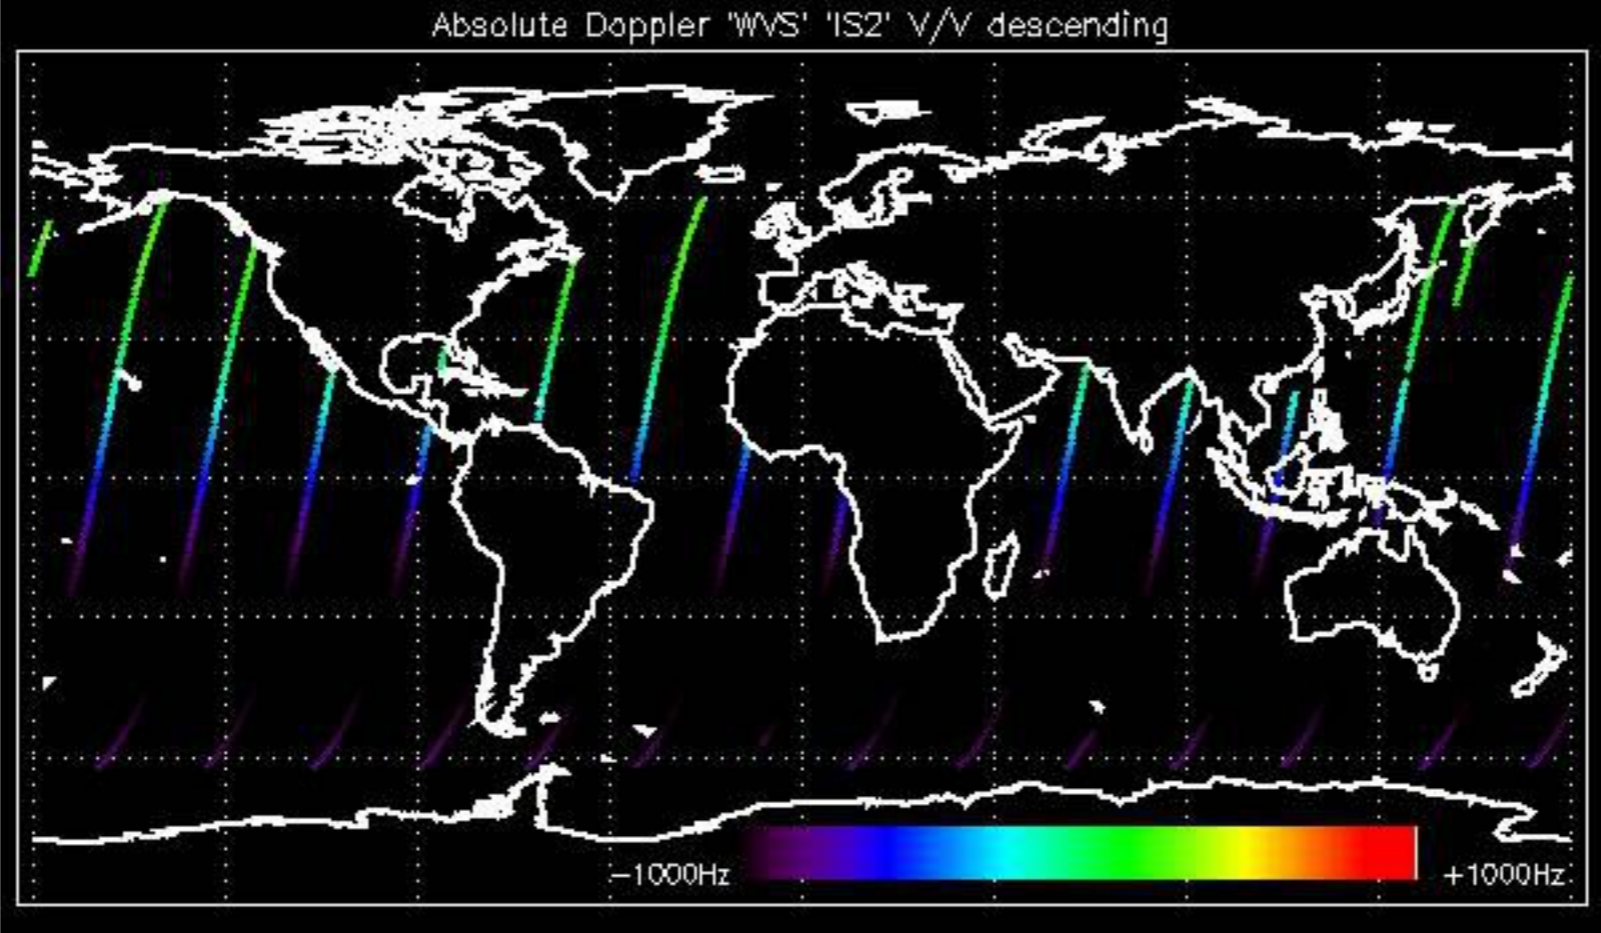 Absolute Doppler 'WVS' 'IS2' V/V descending
−1000Hz +1000Hz